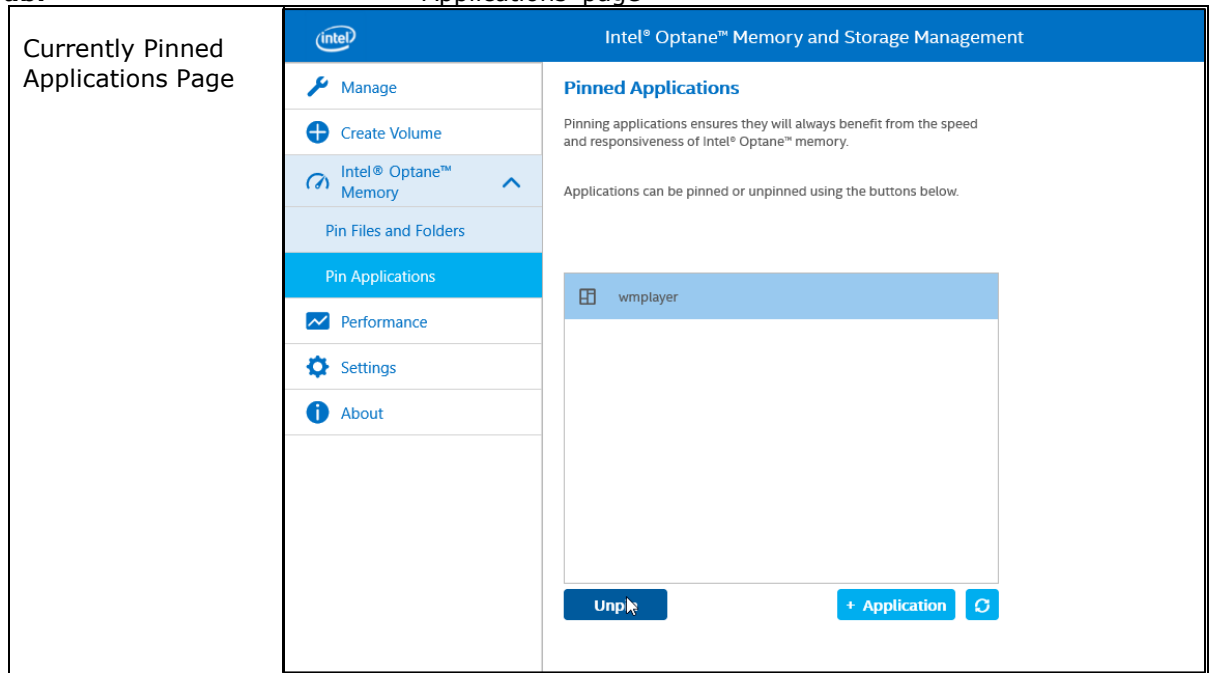 Currently Pinned
Applications Page
intel
Intel® Optane™ Memory and Storage Management
Manage
Create Volume
Intel® Optane™
Memory
Pin Files and Folders
Pin Applications
Performance
Settings
About
Pinned Applications
Pinning applications ensures they will always benefit from the speed
and responsiveness of Intel® Optane™ memory.
Applications can be pinned or unpinned using the buttons below.
wmplayer
Unpin
+ Application